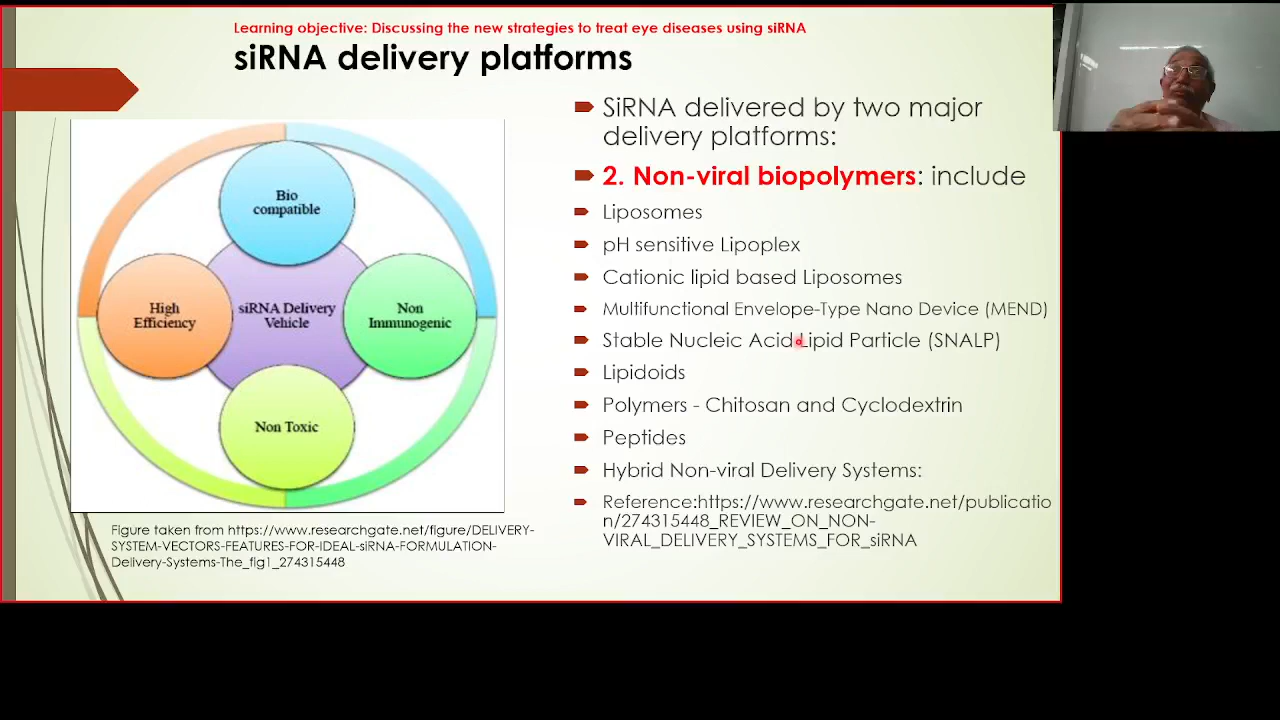 Learning objective: Discussing the new strategies to treat eye diseases using siRNA
siRNA delivery platforms
Bio
compatible
High
Efficiency
siRNA Delivery
Vehicle
Non
Immunogenic
Non Toxic
Figure taken from https://www.researchgate.net/figure/DELIVERY-
SYSTEM-VECTORS-FEATURES-FOR-IDEAL-siRNA-FORMULATION-
Delivery-Systems-The_fig1_274315448
SiRNA delivered by two major
delivery platforms:
2. Non-viral biopolymers: include
Liposomes
pH sensitive Lipoplex
Cationic lipid based Liposomes
Multifunctional Envelope-Type Nano Device (MEND)
Stable Nucleic Acid Lipid Particle (SNALP)
Lipidoids
Polymers - Chitosan and Cyclodextrin
Peptides
Hybrid Non-viral Delivery Systems:
Reference:https://www.researchgate.net/publicatio
n/274315448_REVIEW_ON_NON-
VIRAL_DELIVERY_SYSTEMS_FOR_siRNA